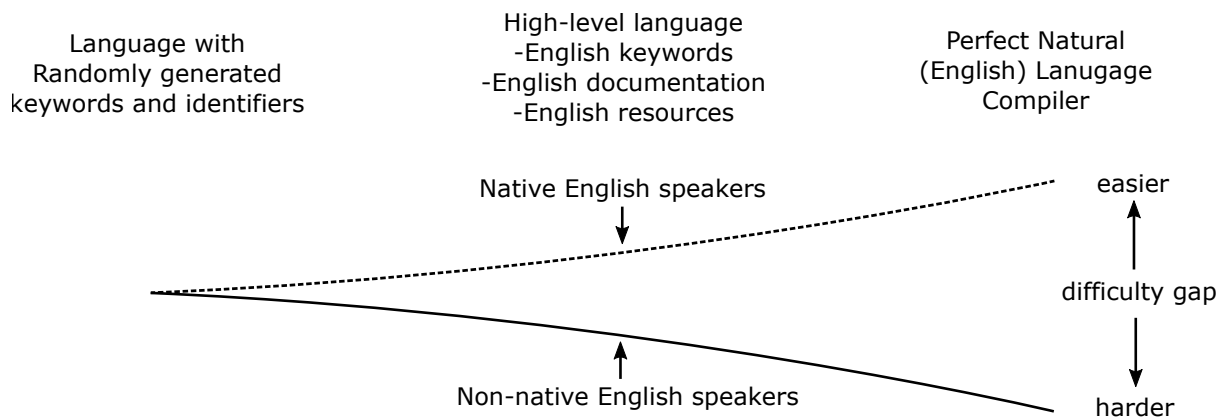 Language with
Randomly generated
keywords and identifiers
High-level language
-English keywords
-English documentation
-English resources
Perfect Natural
(English) Lanugage
Compiler
Native English speakers
easier
difficulty gap
Non-native English speakers
harder